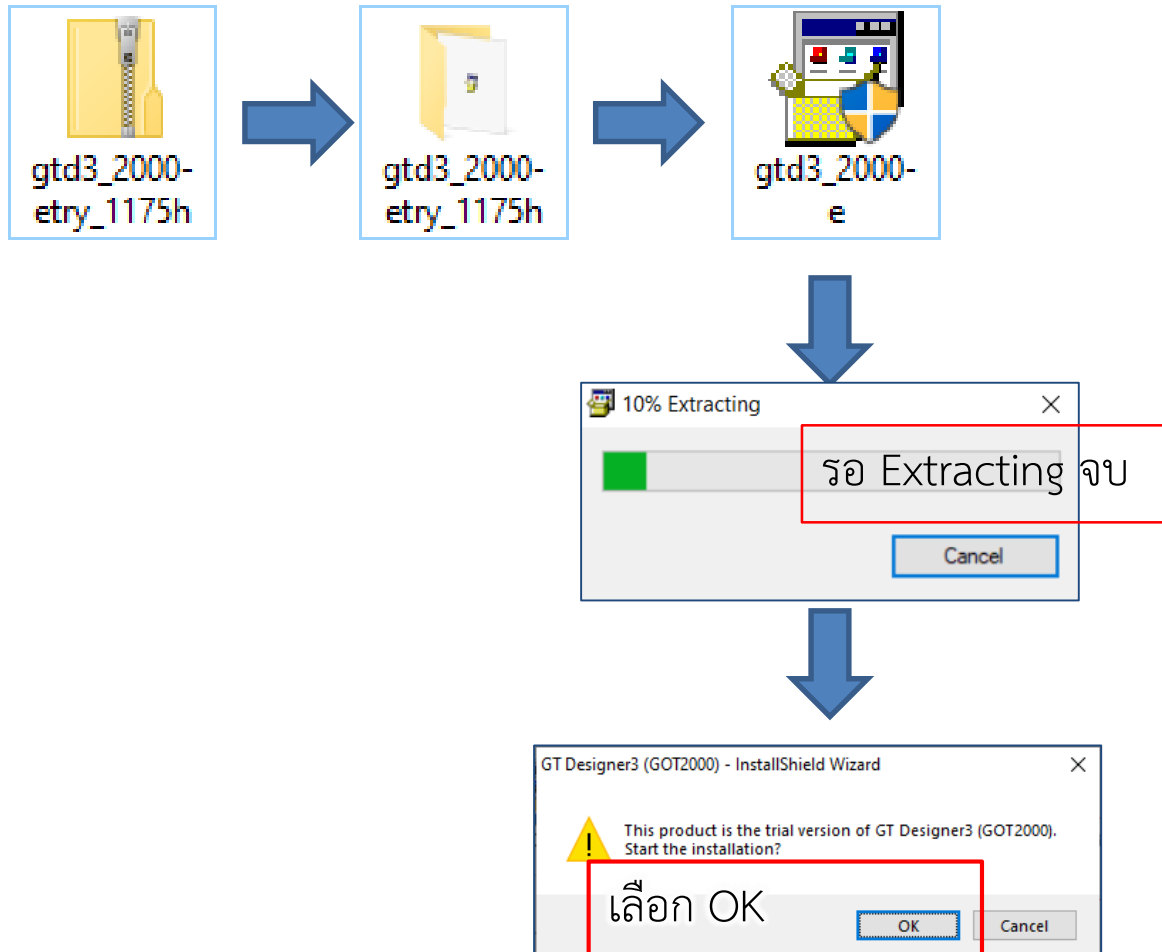 gtd3_2000-
etry_1175h
gtd3_2000-
etry_1175h
gtd3_2000-
e
10% Extracting
รอ Extracting จบ
Cancel
GT Designer3 (GOT2000) - InstallShield Wizard
This product is the trial version of GT Designer3 (GOT2000).
Start the installation?
เลือก OK
OK
Cancel